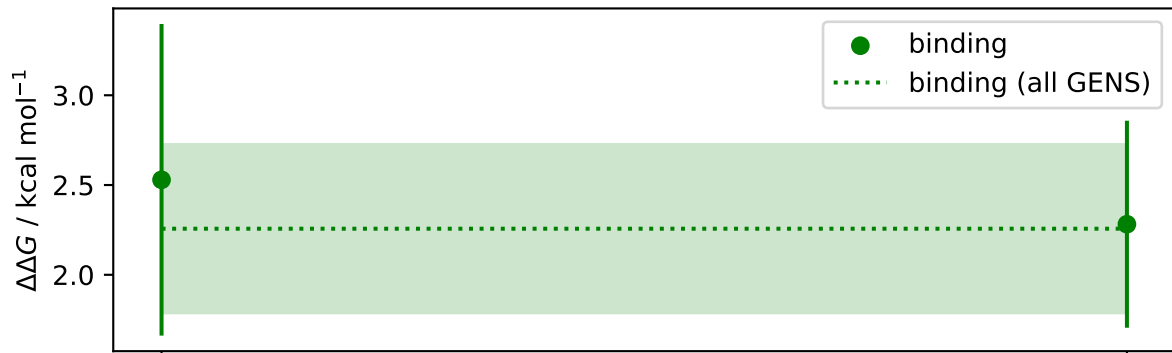 binding
binding (all GENS)
3.0
2.5
2.0
ΔΔG / kcal mol⁻¹